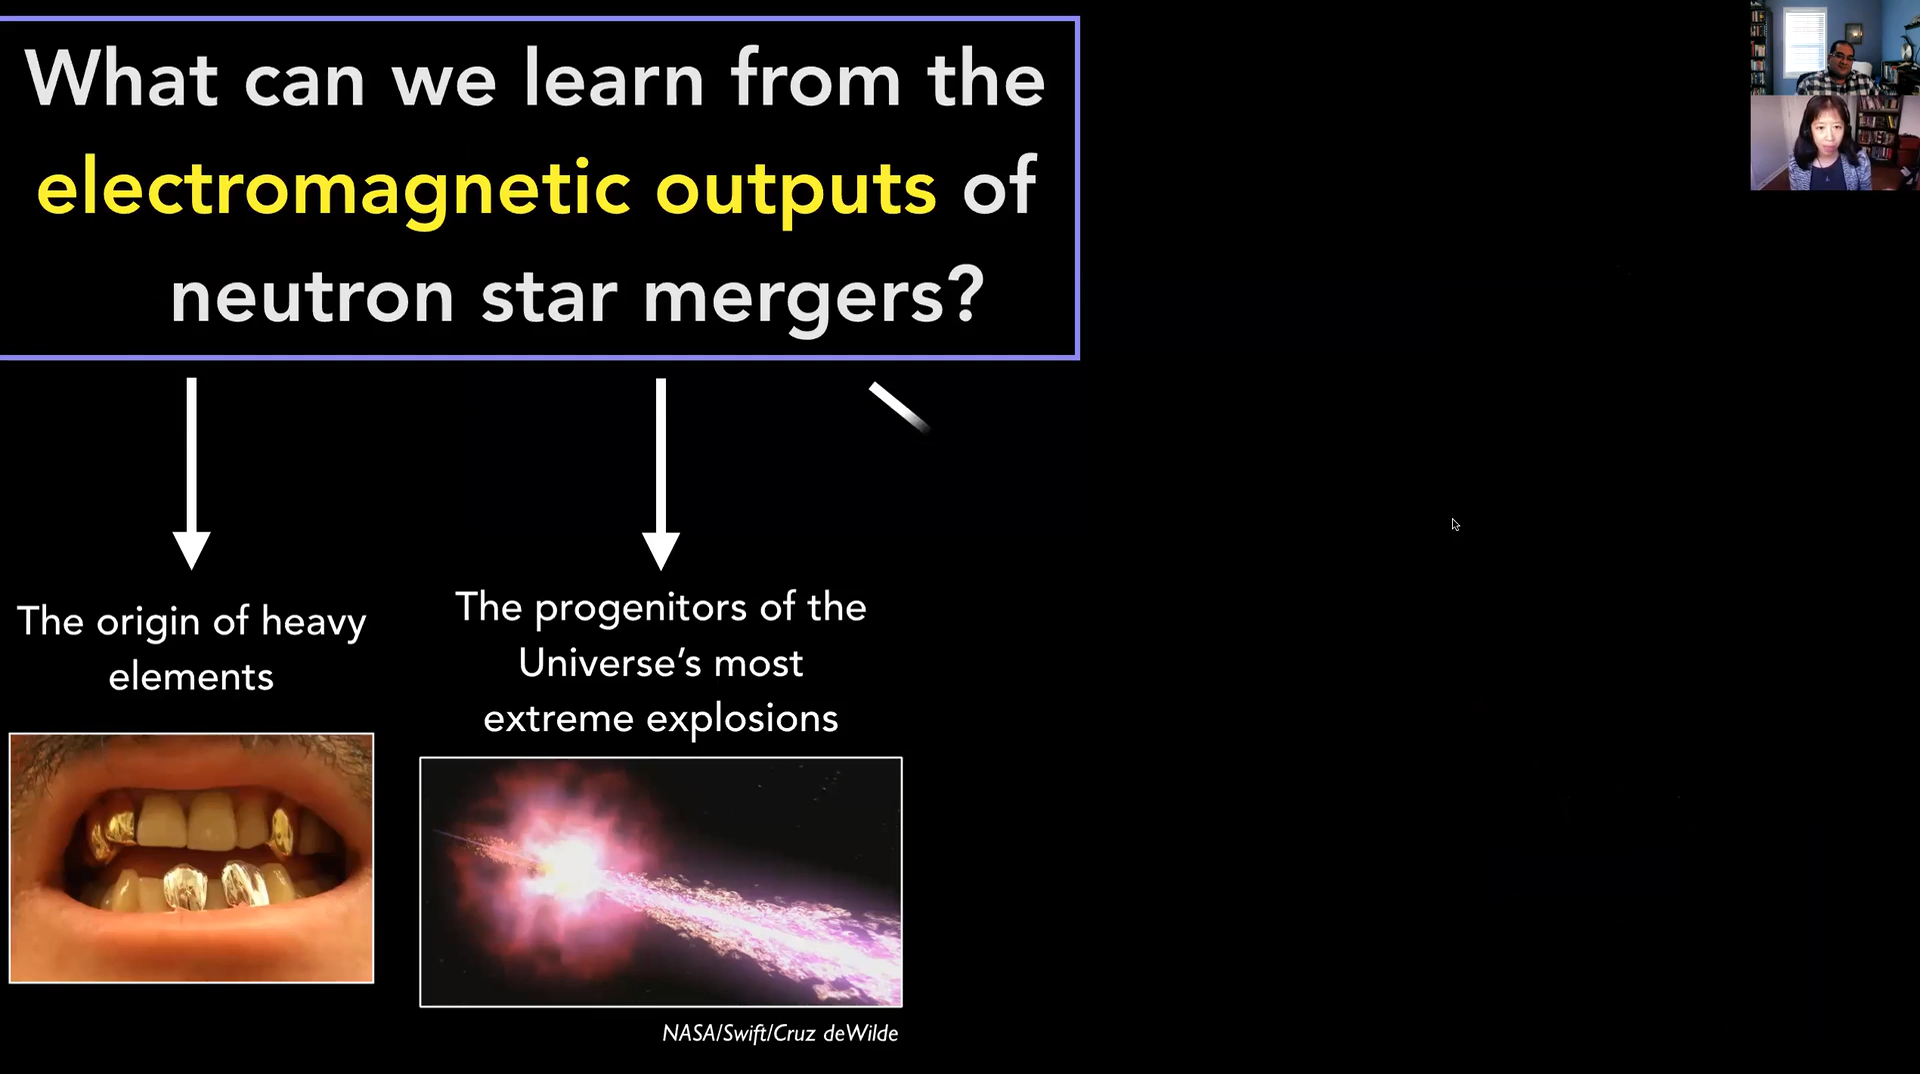 What can we learn from the
electromagnetic outputs of
neutron star mergers?
The origin of heavy
elements
The progenitors of the
Universe’s most
extreme explosions
NASA/Swift/Cruz deWilde